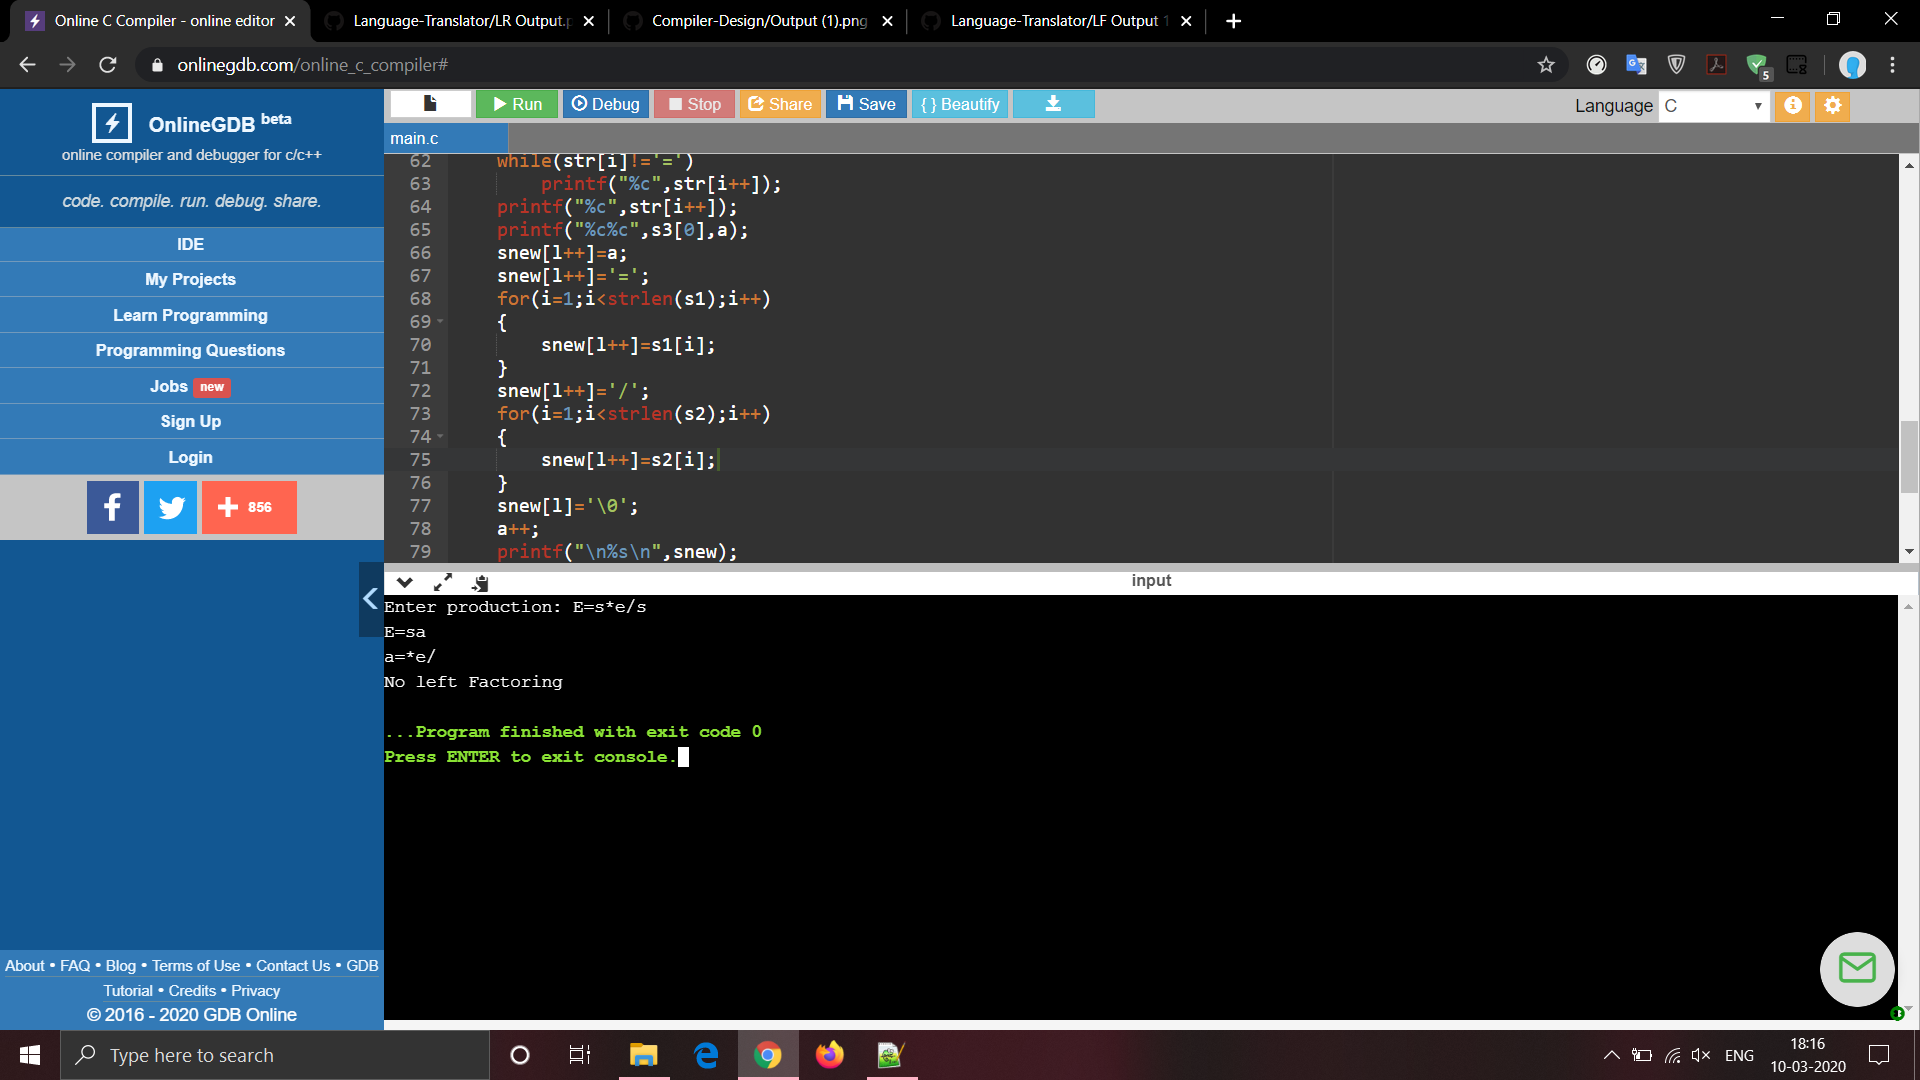 Online C Compiler - online editor
Language-Translator/LR Output.p
Compiler-Design/Output (1).png
Language-Translator/LF Output 1
onlinegdb.com/online_c_compiler#
5
OnlineGDB beta
online compiler and debugger for c/c++
code. compile. run. debug. share.
IDE
My Projects
Learn Programming
Programming Questions
Jobs new
Sign Up
Login
856
About • FAQ • Blog • Terms of Use • Contact Us • GDB
Tutorial • Credits • Privacy
© 2016 - 2020 GDB Online
Run Debug Stop Share Save { } Beautify
Language C
main.c
62 while(str[i]!='=')
63 printf("%c",str[i++]);
64 printf("%c",str[i++]);
65 printf("%c%c",s3[0],a);
66 snew[l++]=a;
67 snew[l++]='=';
68 for(i=1;i<strlen(s1);i++)
69 {
70 snew[l++]=s1[i];
71 }
72 snew[l++]='/';
73 for(i=1;i<strlen(s2);i++)
74 {
75 snew[l++]=s2[i];
76 }
77 snew[l]='\0';
78 a++;
79 printf("\n%s\n",snew);
input
Enter production: E=s*e/s
E=sa
a=*e/
No left Factoring
...Program finished with exit code 0
Press ENTER to exit console.
Type here to search
ENG
18:16
10-03-2020